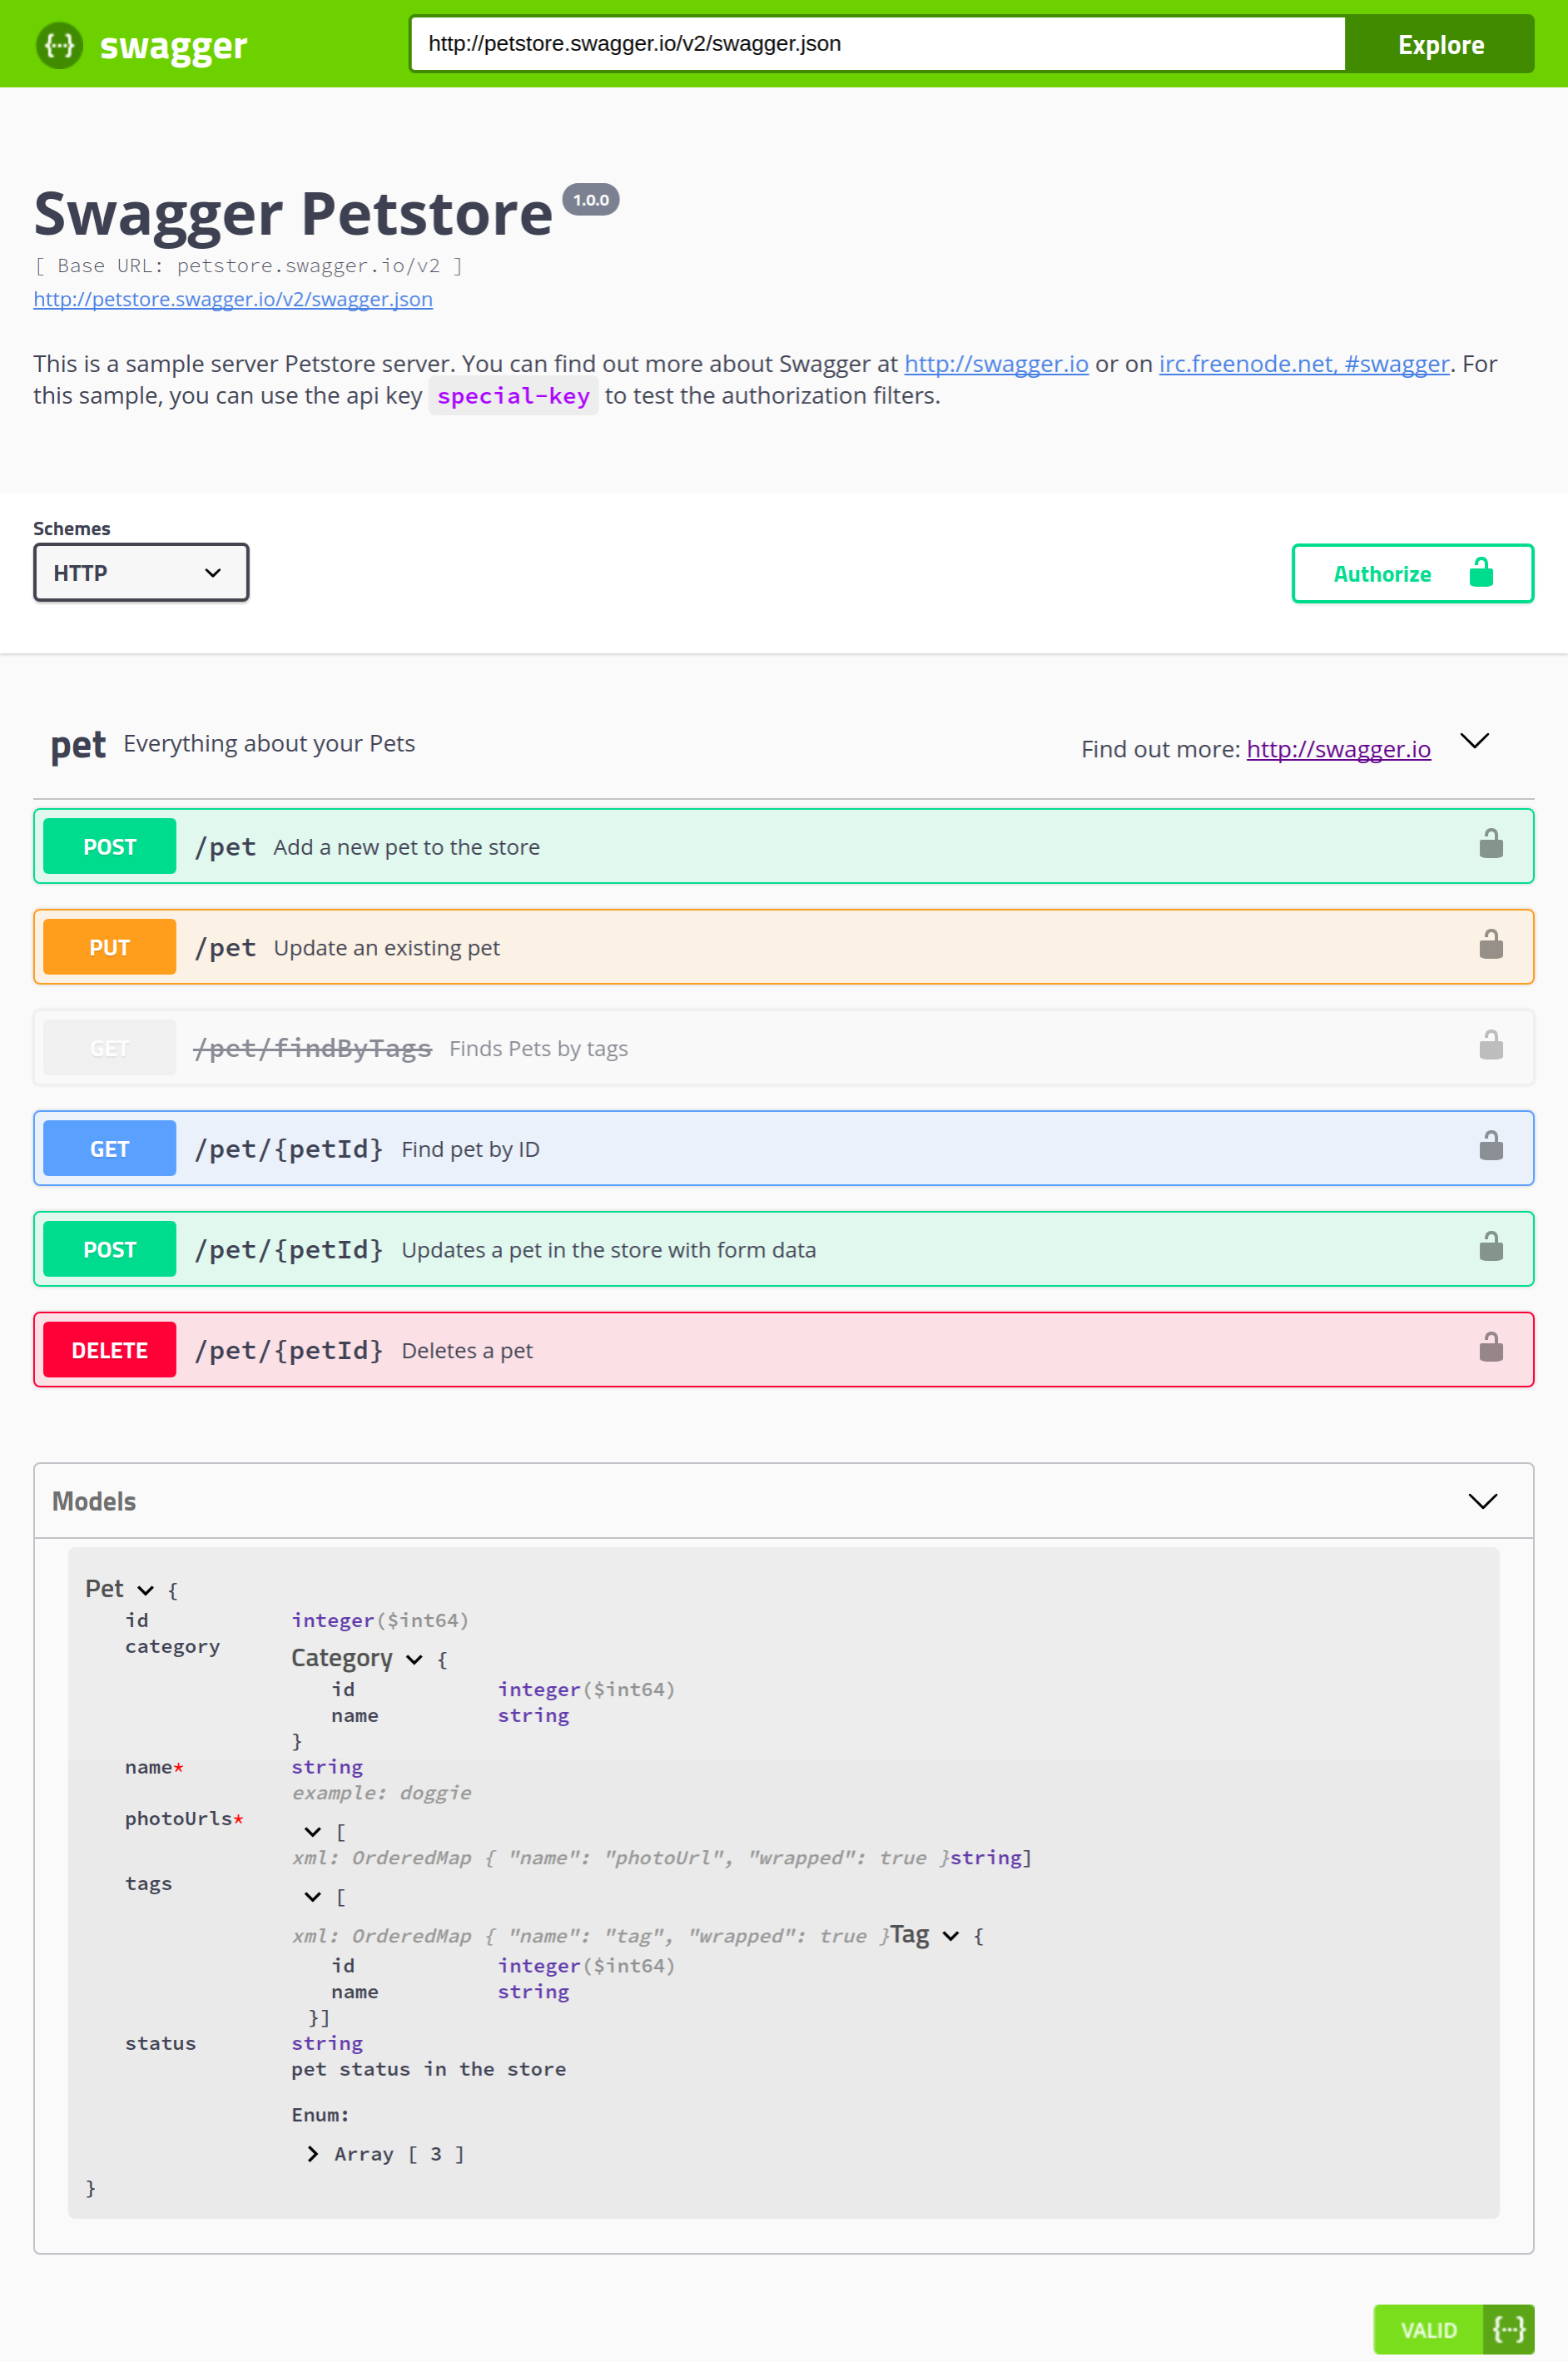 {···} swagger
http://petstore.swagger.io/v2/swagger.json
Explore
Swagger Petstore 1.0.0
[ Base URL: petstore.swagger.io/v2 ]
http://petstore.swagger.io/v2/swagger.json
This is a sample server Petstore server. You can find out more about Swagger at http://swagger.io or on irc.freenode.net, #swagger. For
this sample, you can use the api key special-key to test the authorization filters.
Schemes
HTTP
Authorize
pet Everything about your Pets
Find out more: http://swagger.io
POST /pet Add a new pet to the store
PUT /pet Update an existing pet
GET /pet/findByTags Finds Pets by tags
GET /pet/{petId} Find pet by ID
POST /pet/{petId} Updates a pet in the store with form data
DELETE /pet/{petId} Deletes a pet
Models
Pet {
id integer($int64)
category
Category {
id integer($int64)
name string
}
name* string
example: doggie
photoUrls*
[
xml: OrderedMap { "name": "photoUrl", "wrapped": true }string]
tags
[
xml: OrderedMap { "name": "tag", "wrapped": true }Tag {
id integer($int64)
name string
}]
status string
pet status in the store
Enum:
Array [ 3 ]
}
VALID {···}